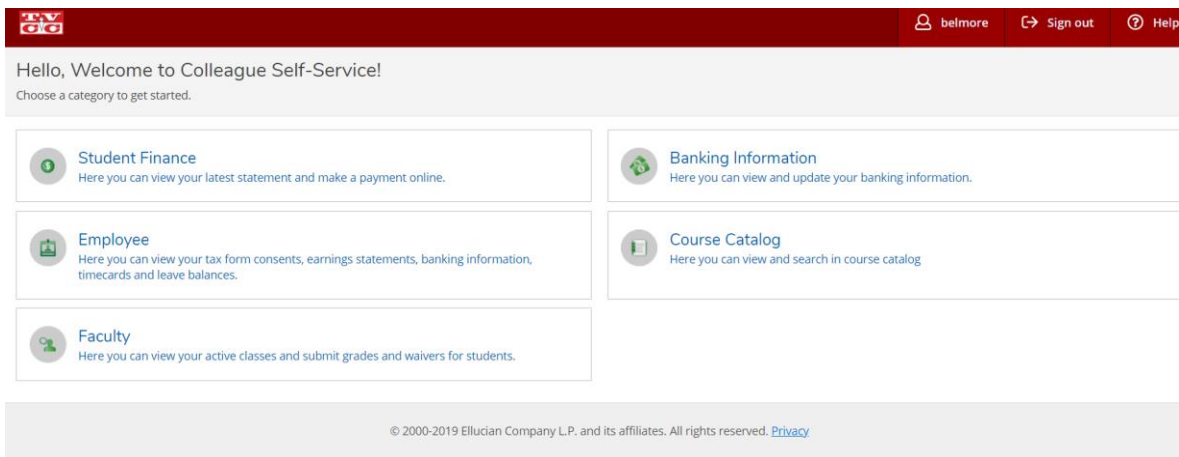 TVCC
belmore
Sign out
Help
Hello, Welcome to Colleague Self-Service!
Choose a category to get started.
Student Finance
Here you can view your latest statement and make a payment online.
Banking Information
Here you can view and update your banking information.
Employee
Here you can view your tax form consents, earnings statements, banking information,
timecards and leave balances.
Course Catalog
Here you can view and search in course catalog
Faculty
Here you can view your active classes and submit grades and waivers for students.
© 2000-2019 Ellucian Company L.P. and its affiliates. All rights reserved. Privacy